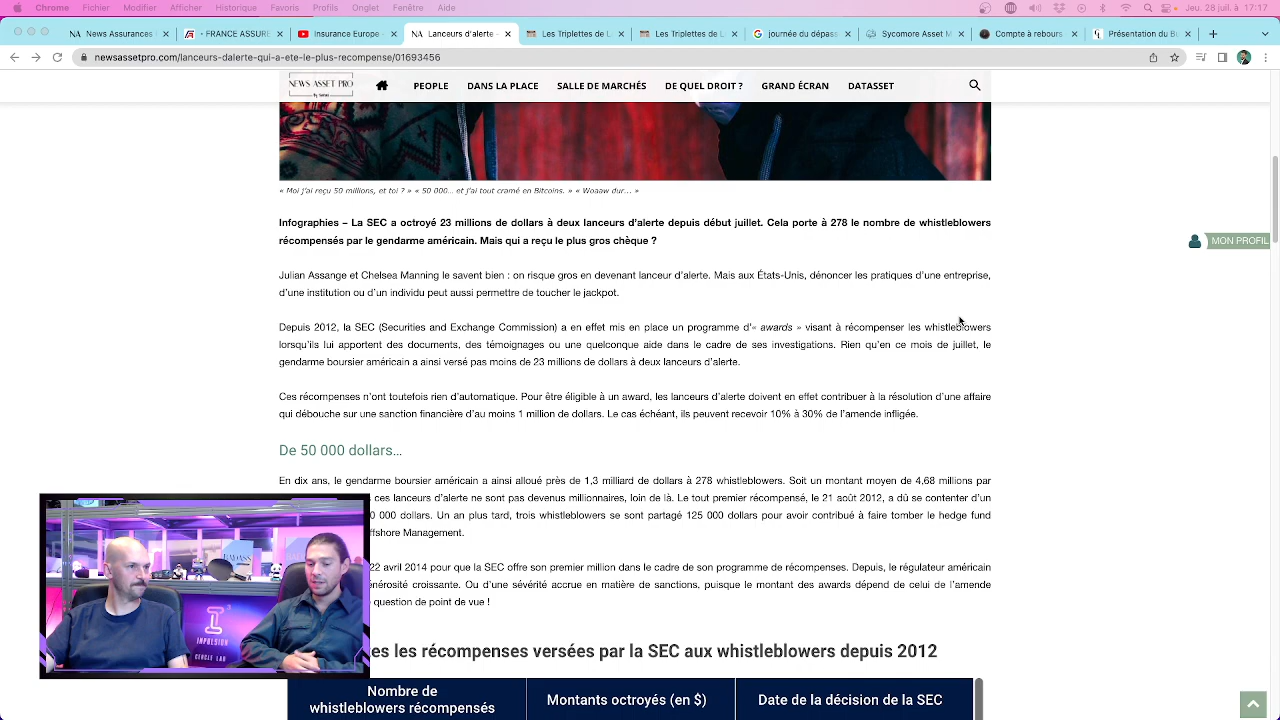 Chrome Modifier Afficher Historique Favoris Profils Onglet Fenêtre Aide Jeu. 28 juil. à 17:17
News Assurances - FRANCE ASSURE Insurance Europe - Lanceurs d'alerte - Les Triplettes de L Les Triplettes de L journée du dépass Sycomore Asset M Compte à rebours Présentation du Bu
newsassetpro.com/lanceurs-dalerte-qui-a-ete-le-plus-recompense/01693456
NEWS ASSET PRO
PEOPLE DANS LA PLACE SALLE DE MARCHÉS DE QUEL DROIT ? GRAND ÉCRAN DATASSET
« Moi j'ai reçu 50 millions, et toi ? » « 50 000... et j'ai tout cramé en Bitcoins. » « Woaaw dur... »
Infographies – La SEC a octroyé 23 millions de dollars à deux lanceurs d'alerte depuis début juillet. Cela porte à 278 le nombre de whistleblowers
récompensés par le gendarme américain. Mais qui a reçu le plus gros chèque ?
MON PROFIL
Julian Assange et Chelsea Manning le savent bien : on risque gros en devenant lanceur d'alerte. Mais aux États-Unis, dénoncer les pratiques d'une entreprise,
d'une institution ou d'un individu peut aussi permettre de toucher le jackpot.
Depuis 2012, la SEC (Securities and Exchange Commission) a en effet mis en place un programme d'« awards » visant à récompenser les whistleblowers
lorsqu'ils lui apportent des documents, des témoignages ou une quelconque aide dans le cadre de ses investigations. Rien qu'en ce mois de juillet, le
gendarme boursier américain a ainsi versé pas moins de 23 millions de dollars à deux lanceurs d'alerte.
Ces récompenses n'ont toutefois rien d'automatique. Pour être éligible à un award, les lanceurs d'alerte doivent en effet contribuer à la résolution d'une affaire
qui débouche sur une sanction financière d'au moins 1 million de dollars. Le cas échéant, ils peuvent recevoir 10% à 30% de l'amende infligée.
De 50 000 dollars...
En dix ans, le gendarme boursier américain a ainsi alloué près de 1,3 milliard de dollars à 278 whistleblowers. Soit un montant moyen de 4,68 millions par
ces lanceurs d'alerte ne sont pas devenus millionnaires, loin de là. Le tout premier récompensé, en août 2012, a dû se contenter d'un
0 000 dollars. Un an plus tard, trois whistleblowers se sont partagé 125 000 dollars pour avoir contribué à faire tomber le hedge fund
ffshore Management.
22 avril 2014 pour que la SEC offre son premier million dans le cadre de son programme de récompenses. Depuis, le régulateur américain
énérosité croissante. Ou d'une sévérité accrue en matière de sanctions, puisque le montant des awards dépend de celui de l'amende
question de point de vue !
es les récompenses versées par la SEC aux whistleblowers depuis 2012
Nombre de
whistleblowers récompensés
Montants octroyés (en $)
Date de la décision de la SEC
IMPULSION
CERCLE LAB